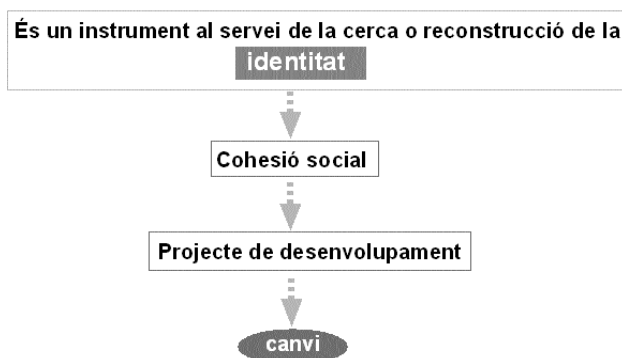 És un instrument al servei de la cerca o reconstrucció de la
identitat
Cohesió social
Projecte de desenvolupament
canvi